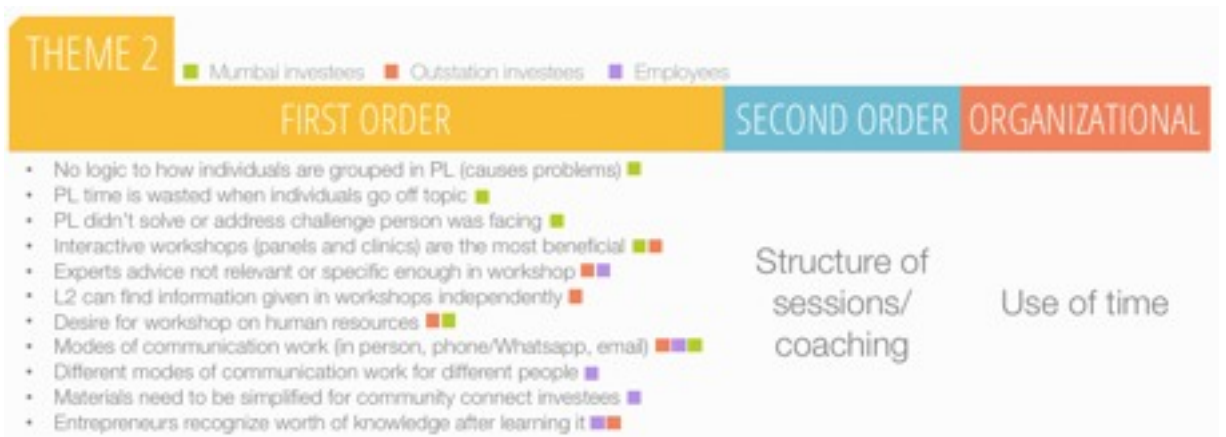 THEME 2
Mumbai investees Outstation investees Employees
FIRST ORDER SECOND ORDER ORGANIZATIONAL
• No logic to how individuals are grouped in PL (causes problems)
• PL time is wasted when individuals go off topic
• PL didn't solve or address challenge person was facing
• Interactive workshops (panels and clinics) are the most beneficial
• Experts advice not relevant or specific enough in workshop
• L2 can find information given in workshops independently
• Desire for workshop on human resources
• Modes of communication work (in person, phone/Whatsapp, email)
• Different modes of communication work for different people
• Materials need to be simplified for community connect investees
• Entrepreneurs recognize worth of knowledge after learning it
Structure of
sessions/
coaching
Use of time